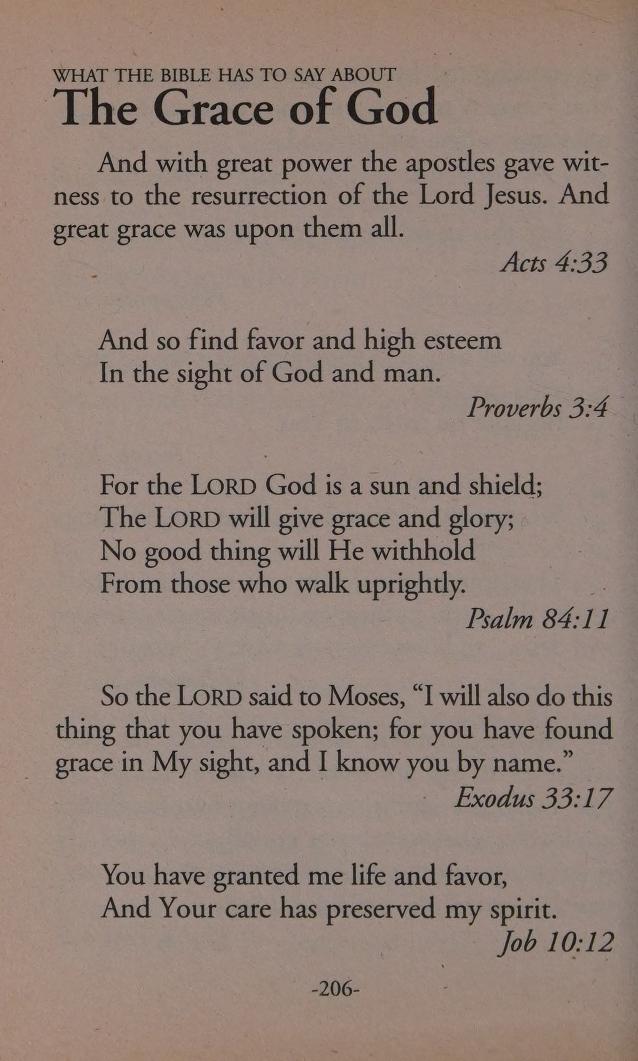 WHAT THE BIBLE HAS TO SAY ABOUT
The Grace of God
And with great power the apostles gave wit-
ness to the resurrection of the Lord Jesus. And
great grace was upon them all.
Acts 4:33
And so find favor and high esteem
In the sight of God and man.
Proverbs 3:4
For the LORD God is a sun and shield;
The LORD will give grace and glory;
No good thing will He withhold
From those who walk uprightly.
Psalm 84:11
So the LORD said to Moses, “I will also do this
thing that you have spoken; for you have found
grace in My sight, and I know you by name.”
Exodus 33:17
You have granted me life and favor,
And Your care has preserved my spirit.
Job 10:12
-206-